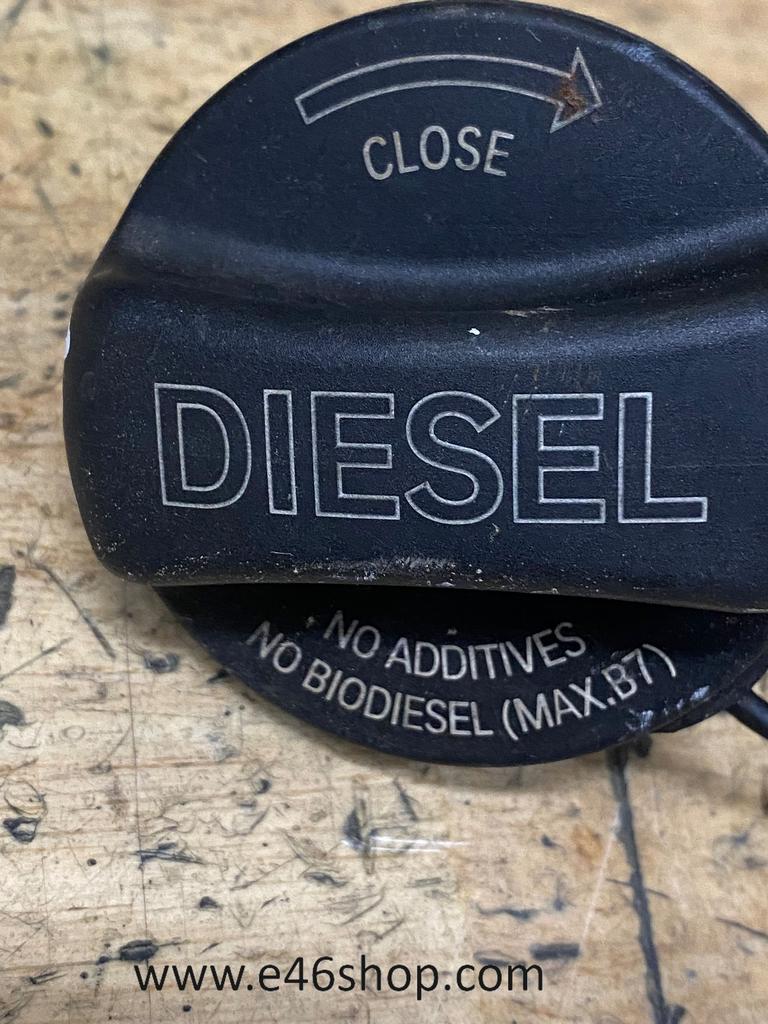 CLOSE
DIESEL
NO ADDITIVES
NO BIODIESEL (MAX.B7)
www.e46shop.com